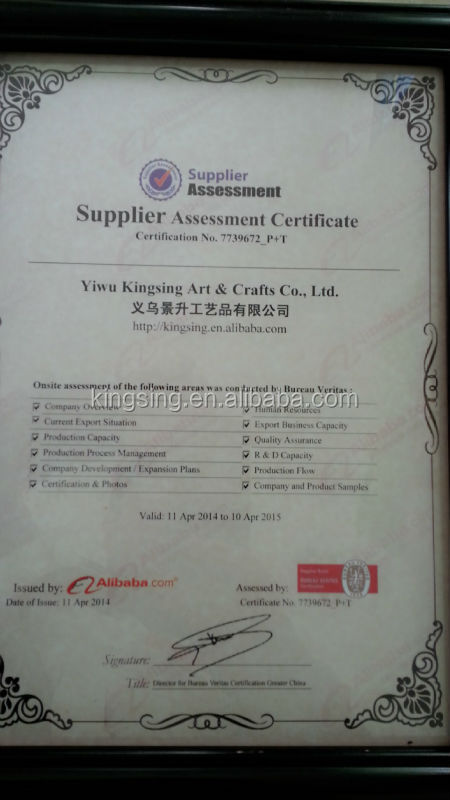 Supplier
Assessment
Supplier Assessment Certificate
Certification No. 7739672_P+T
Yiwu Kingsing Art & Crafts Co., Ltd.
义乌景升工艺品有限公司
http://kingsing.en.alibaba.com
Onsite assessment of the following areas was conducted by Bureau Veritas :
kingsing.en.alibaba.com
Company Overview
Human Resources
Current Export Situation
Export Business Capacity
Production Capacity
Quality Assurance
Production Process Management
R & D Capacity
Company Development / Expansion Plans
Production Flow
Certification & Photos
Company and Product Samples
Valid: 11 Apr 2014 to 10 Apr 2015
Issued by: Alibaba.com®
Assessed by:
Date of Issue: 11 Apr 2014
Certificate No. 7739672_P+T
Signature:
Title: Director for Bureau Veritas Certification Greater China